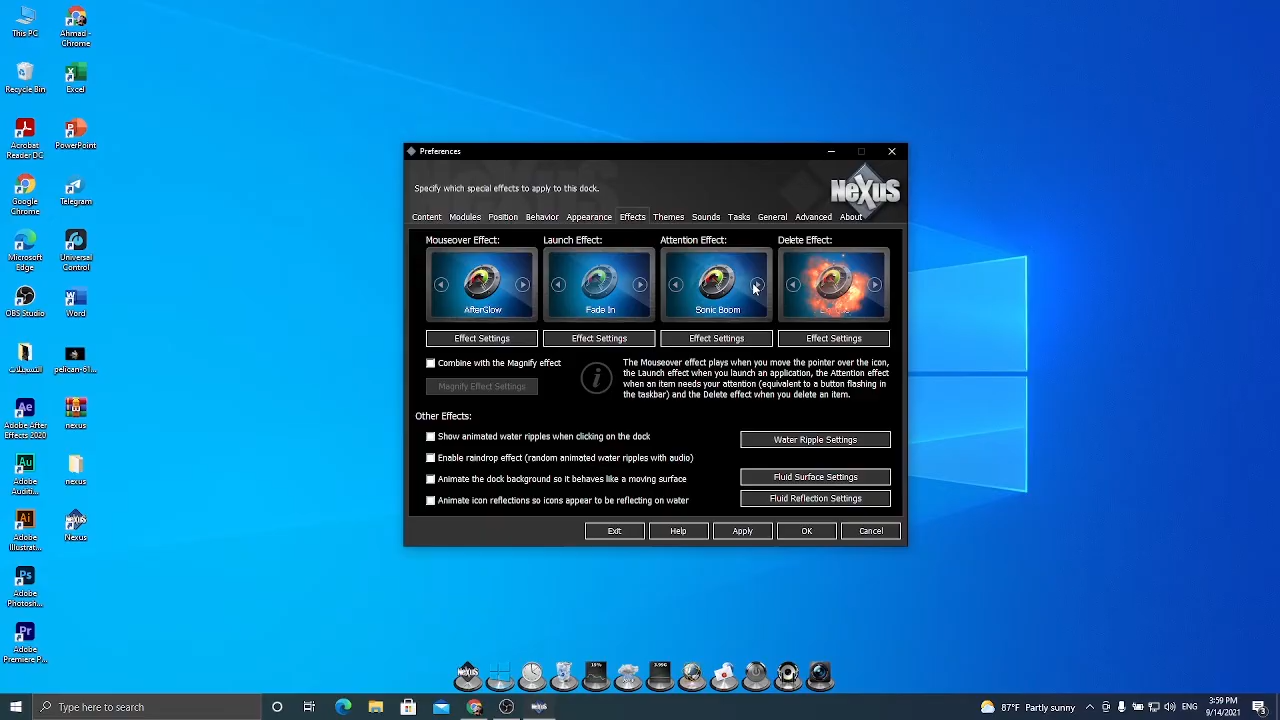 This PC
Ahmad -
Chrome
Recycle Bin
Excel
Acrobat
Reader DC
PowerPoint
Google
Chrome
Telegram
Microsoft
Edge
Universal
Control
OBS Studio
Word
التسجيلات
pelican-61...
Adobe After
Effects 2020
nexus
Adobe
Auditi...
nexus
Adobe
Illustrat...
Nexus
Adobe
Photosh...
Adobe
Premiere P...
Preferences
Specify which special effects to apply to this dock.
NeXuS
Content Modules Position Behavior Appearance Effects Themes Sounds Tasks General Advanced About
Mouseover Effect: Launch Effect: Attention Effect: Delete Effect:
AfterGlow Fade In Sonic Boom
Effect Settings Effect Settings Effect Settings Effect Settings
Combine with the Magnify effect
Magnify Effect Settings
The Mouseover effect plays when you move the pointer over the icon,
the Launch effect when you launch an application, the Attention effect
when an item needs your attention (equivalent to a button flashing in
the taskbar) and the Delete effect when you delete an item.
Other Effects:
Show animated water ripples when clicking on the dock
Water Ripple Settings
Enable raindrop effect (random animated water ripples with audio)
Animate the dock background so it behaves like a moving surface
Fluid Surface Settings
Animate icon reflections so icons appear to be reflecting on water
Fluid Reflection Settings
Exit Help Apply OK Cancel
NeXuS
19%
3.99G
Type here to search
87°F Partly sunny
ENG
3:59 PM
9/14/2021